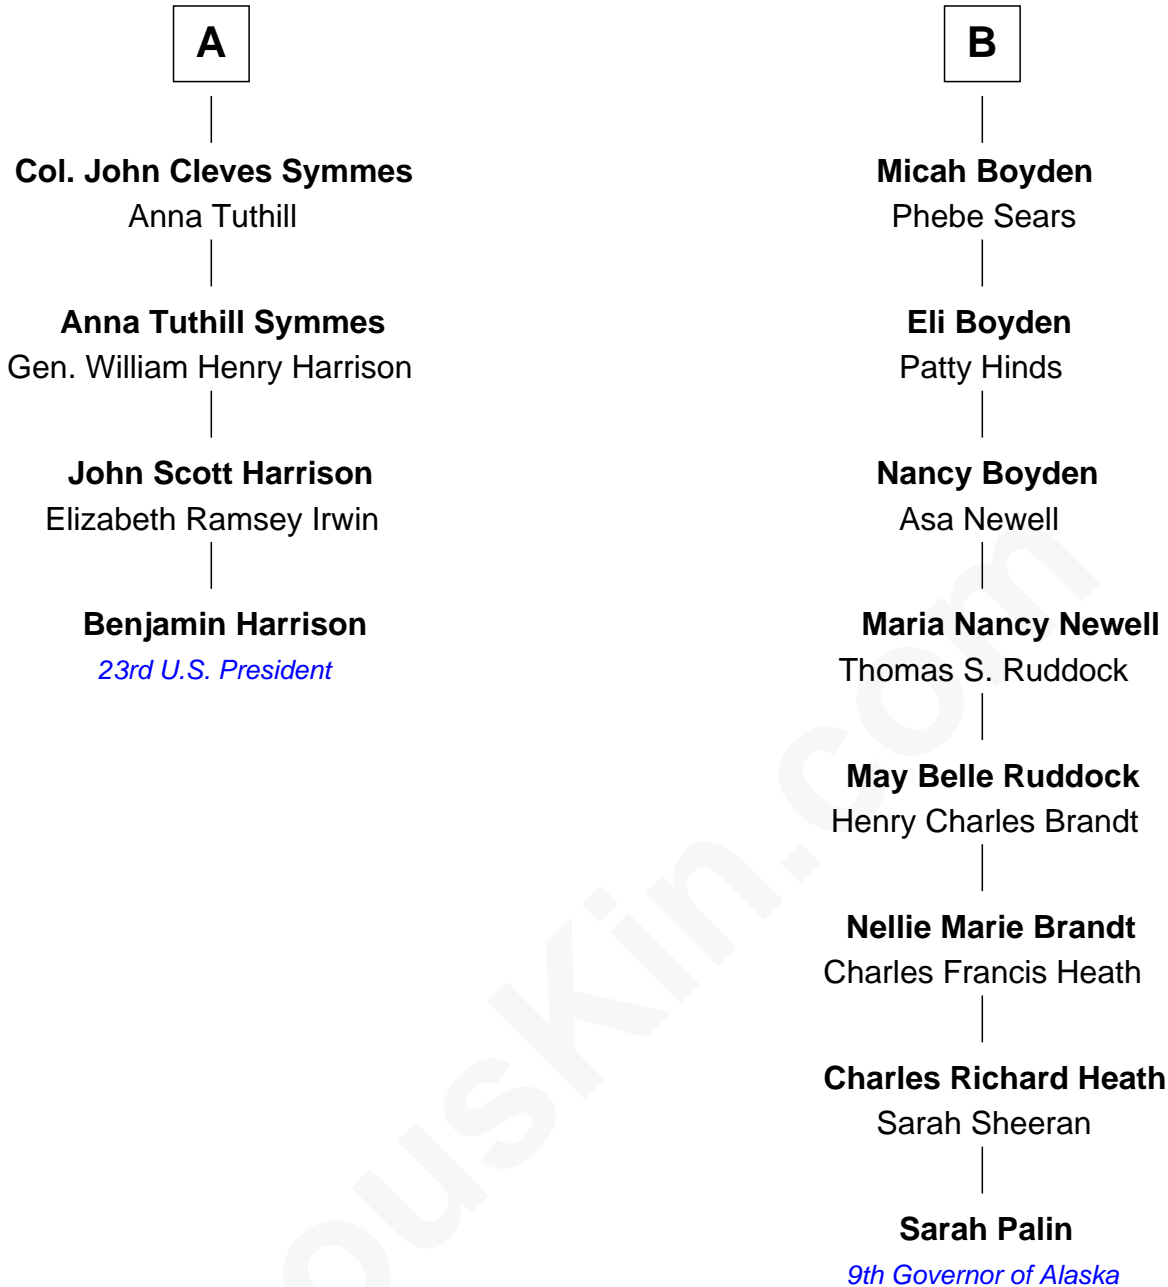 A
Col. John Cleves Symmes
Anna Tuthill
Anna Tuthill Symmes
Gen. William Henry Harrison
John Scott Harrison
Elizabeth Ramsey Irwin
Benjamin Harrison
23rd U.S. President
B
Micah Boyden
Phebe Sears
Eli Boyden
Patty Hinds
Nancy Boyden
Asa Newell
Maria Nancy Newell
Thomas S. Ruddock
May Belle Ruddock
Henry Charles Brandt
Nellie Marie Brandt
Charles Francis Heath
Charles Richard Heath
Sarah Sheeran
Sarah Palin
9th Governor of Alaska
ousKin.com